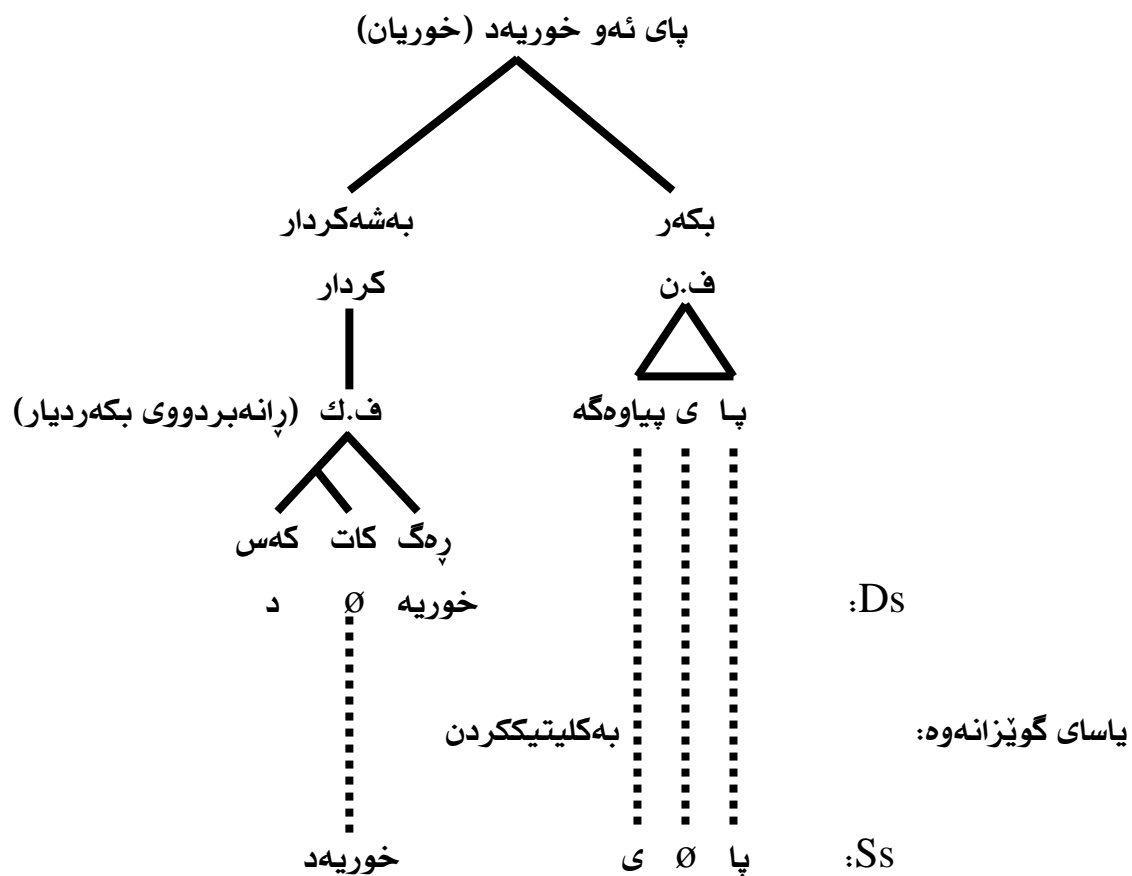 پای ئەو خوریەد (خوریان)
بکەر بەشەکردار
ف.ن کردار
پا ی پیاوەگە ف.ك (ڕانەبردووی بکەردیار)
ڕەگ کات کەس
Ds: خوریە Ø د
یاسای گوێزانەوە: بەکلیتیککردن
Ss: پا Ø ی خوریەد